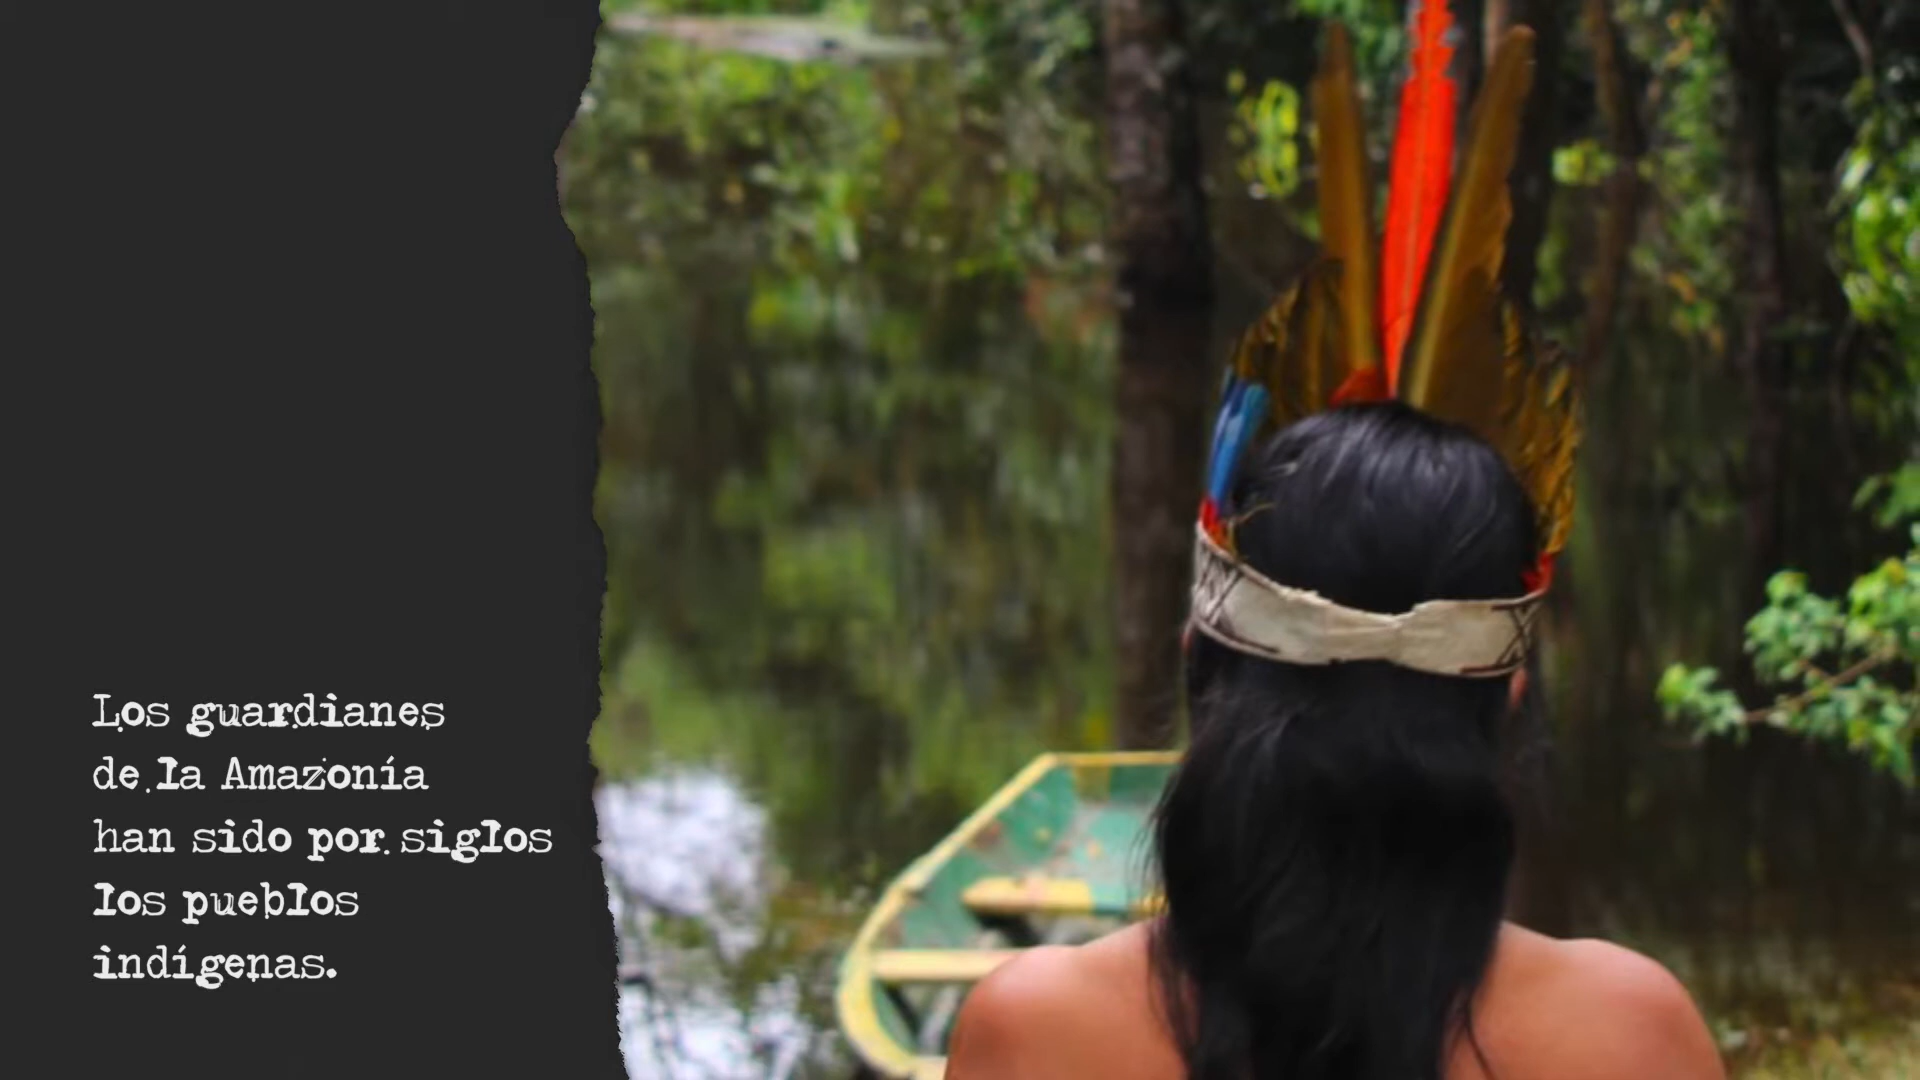 Los guardianes
de la Amazonía
han sido por siglos
los pueblos
indígenas.